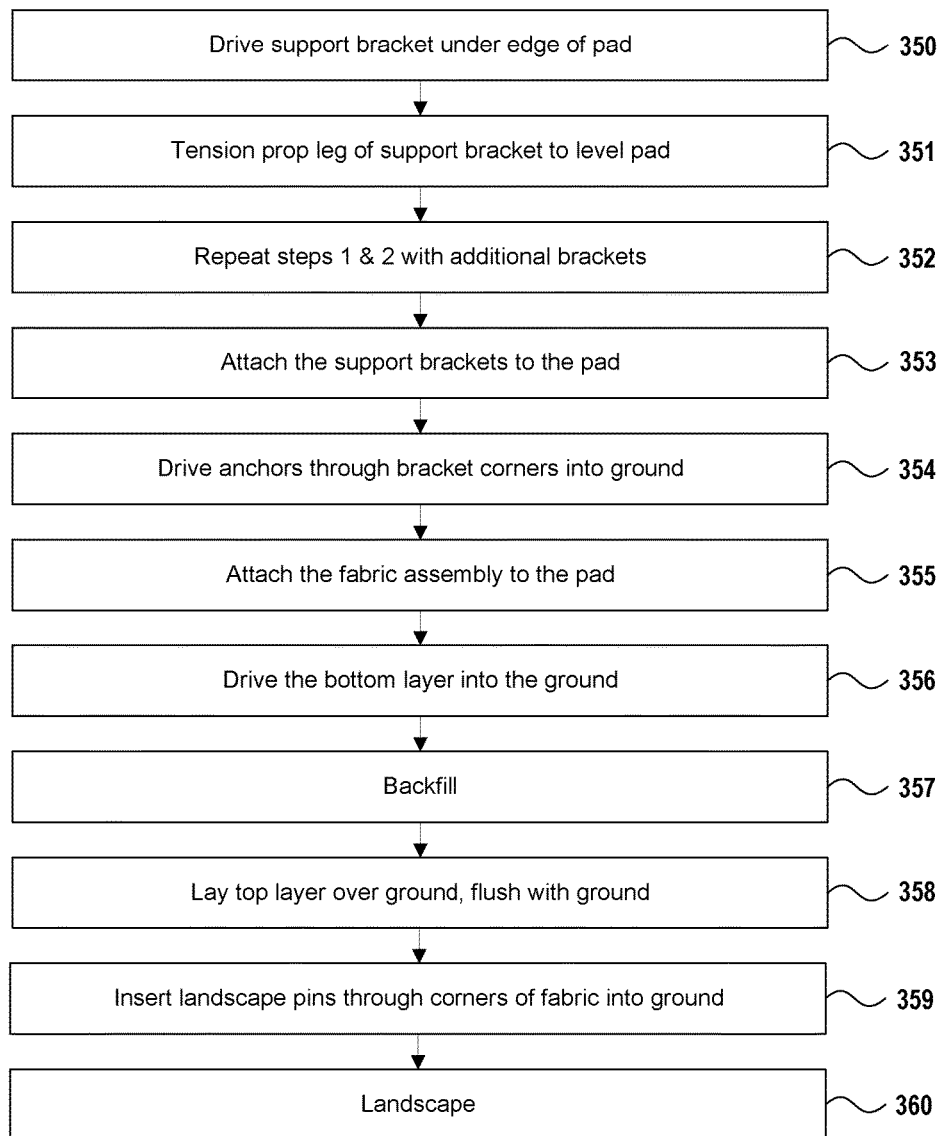 Drive support bracket under edge of pad 350
Tension prop leg of support bracket to level pad 351
Repeat steps 1 & 2 with additional brackets 352
Attach the support brackets to the pad 353
Drive anchors through bracket corners into ground 354
Attach the fabric assembly to the pad 355
Drive the bottom layer into the ground 356
Backfill 357
Lay top layer over ground, flush with ground 358
Insert landscape pins through corners of fabric into ground 359
Landscape 360